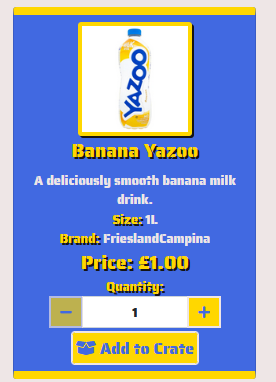 YAZOO
Banana Yazoo
A deliciously smooth banana milk
drink.
Size: 1L
Brand: FrieslandCampina
Price: £1.00
Quantity:
− 1 +
Add to Crate